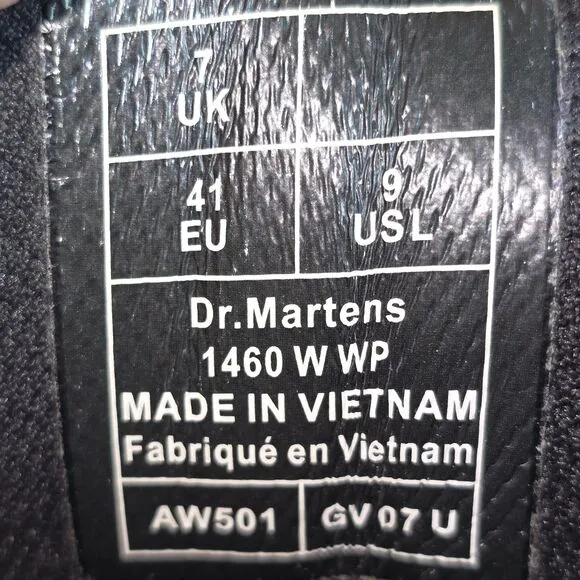 7
UK
41
EU
9
USL
Dr.Martens
1460 W WP
MADE IN VIETNAM
Fabriqué en Vietnam
AW501
GV 07 U